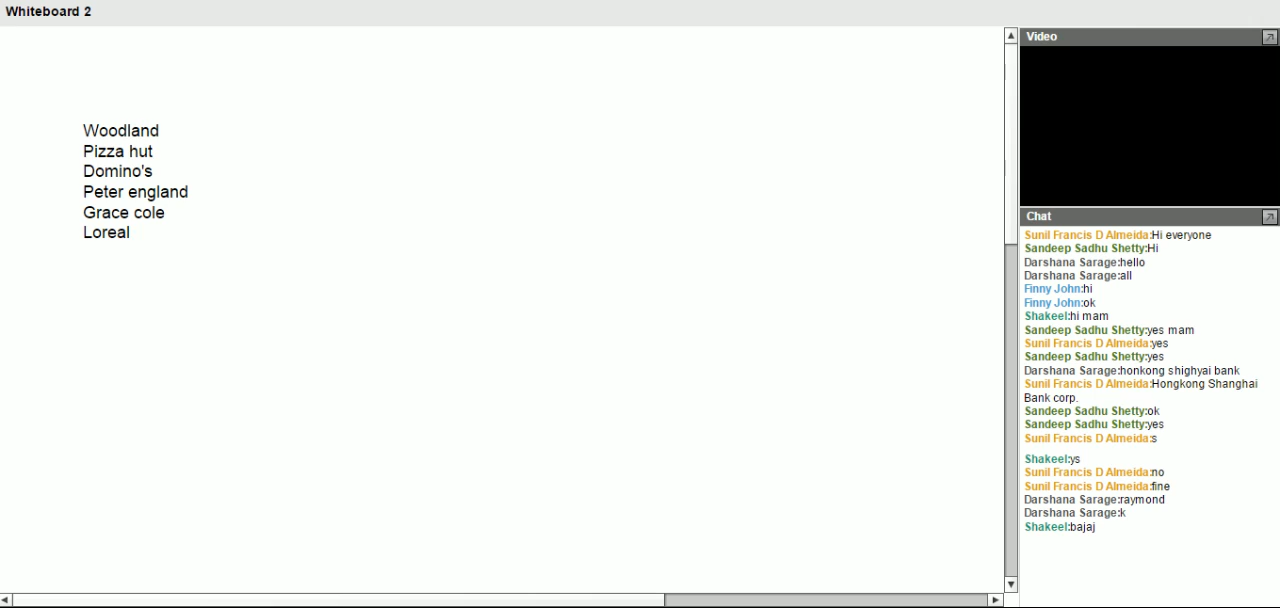 Whiteboard 2
Woodland
Pizza hut
Domino's
Peter england
Grace cole
Loreal
Video
Chat
Sunil Francis D Almeida:Hi everyone
Sandeep Sadhu Shetty:Hi
Darshana Sarage:hello
Darshana Sarage:all
Finny John:hi
Finny John:ok
Shakeel:hi mam
Sandeep Sadhu Shetty:yes mam
Sunil Francis D Almeida:yes
Sandeep Sadhu Shetty:yes
Darshana Sarage:honkong shighyai bank
Sunil Francis D Almeida:Hongkong Shanghai
Bank corp.
Sandeep Sadhu Shetty:ok
Sandeep Sadhu Shetty:yes
Sunil Francis D Almeida:s
Shakeel:ys
Sunil Francis D Almeida:no
Sunil Francis D Almeida:fine
Darshana Sarage:raymond
Darshana Sarage:k
Shakeel:bajaj